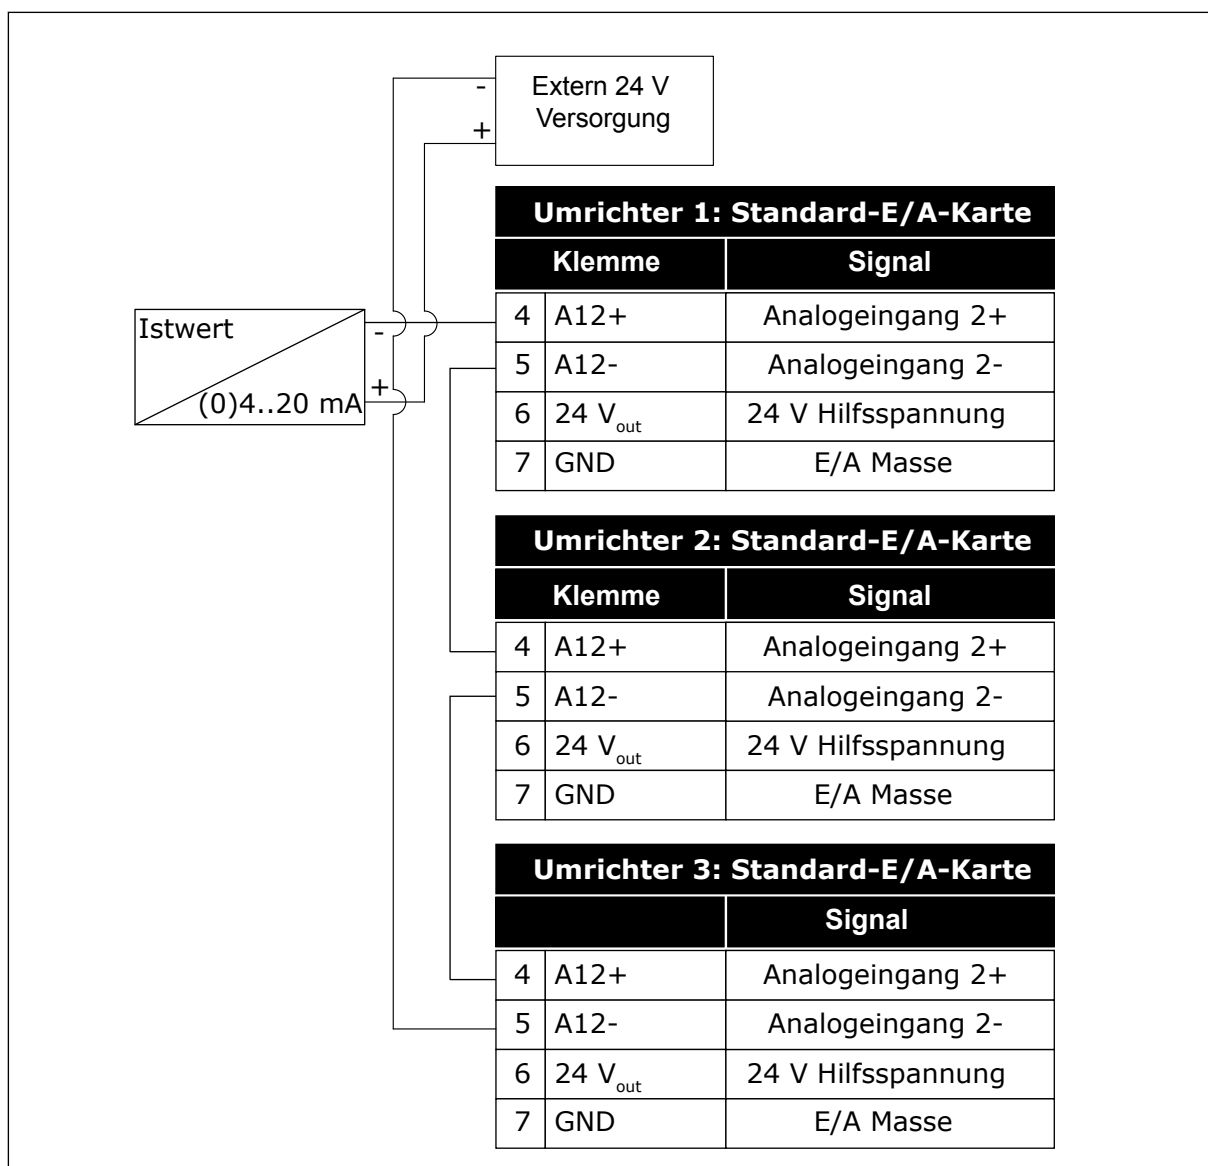 -
Extern 24 V
Versorgung
+
Umrichter 1: Standard-E/A-Karte
Klemme Signal
Istwert
-
+
(0)4..20 mA
4 A12+ Analogeingang 2+
5 A12- Analogeingang 2-
6 24 Vout 24 V Hilfsspannung
7 GND E/A Masse
Umrichter 2: Standard-E/A-Karte
Klemme Signal
4 A12+ Analogeingang 2+
5 A12- Analogeingang 2-
6 24 Vout 24 V Hilfsspannung
7 GND E/A Masse
Umrichter 3: Standard-E/A-Karte
Signal
4 A12+ Analogeingang 2+
5 A12- Analogeingang 2-
6 24 Vout 24 V Hilfsspannung
7 GND E/A Masse